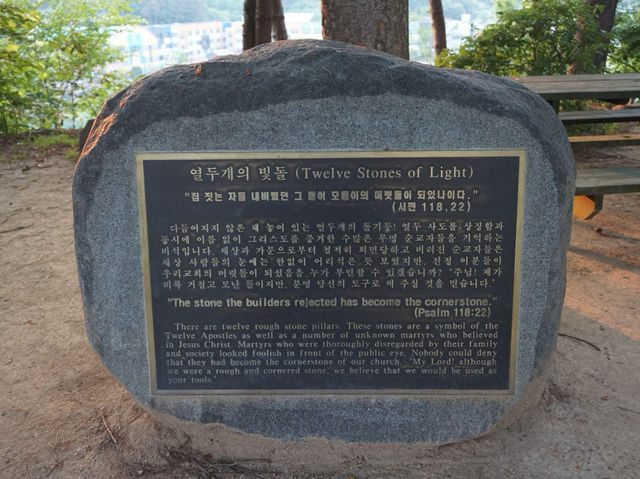 열두개의 빛돌 (Twelve Stones of Light)
"집 짓는 자들 내버렸던 그 돌이 모퉁이의 머릿돌이 되었나이다."
(시편 118,22)
다듬어지지 않은 채 놓여 있는 열두개의 돌기둥! 열두 사도를 상징함과
동시에 이름 없이 그리스도를 증거한 수많은 무명 순교자들을 기억하는
비석입니다. 세상과 가문으로부터 철저히 외면당하고 버려진 순교자들은
세상 사람들의 눈에는 한없이 어리석은 듯 보였지만, 진정 이분들이
우리교회의 머릿돌이 되셨음을 누가 부인할 수 있겠습니까? '주님! 제가
비록 거칠고 모난 돌이지만, 분명 당신의 도구로 써 주실 것을 믿습니다.'
"The stone the builders rejected has become the cornerstone."
(Psalm 118:22)
There are twelve rough stone pillars. These stones are a symbol of the
Twelve Apostles as well as a number of unknown martyrs who believed
in Jesus Christ. Martyrs who were thoroughly disregarded by their family
and society looked foolish in front of the public eye. Nobody could deny
that they had become the cornerstone of our church. 'My Lord! although
we were a rough and cornered stone, we believe that we would be used as
your tools.'